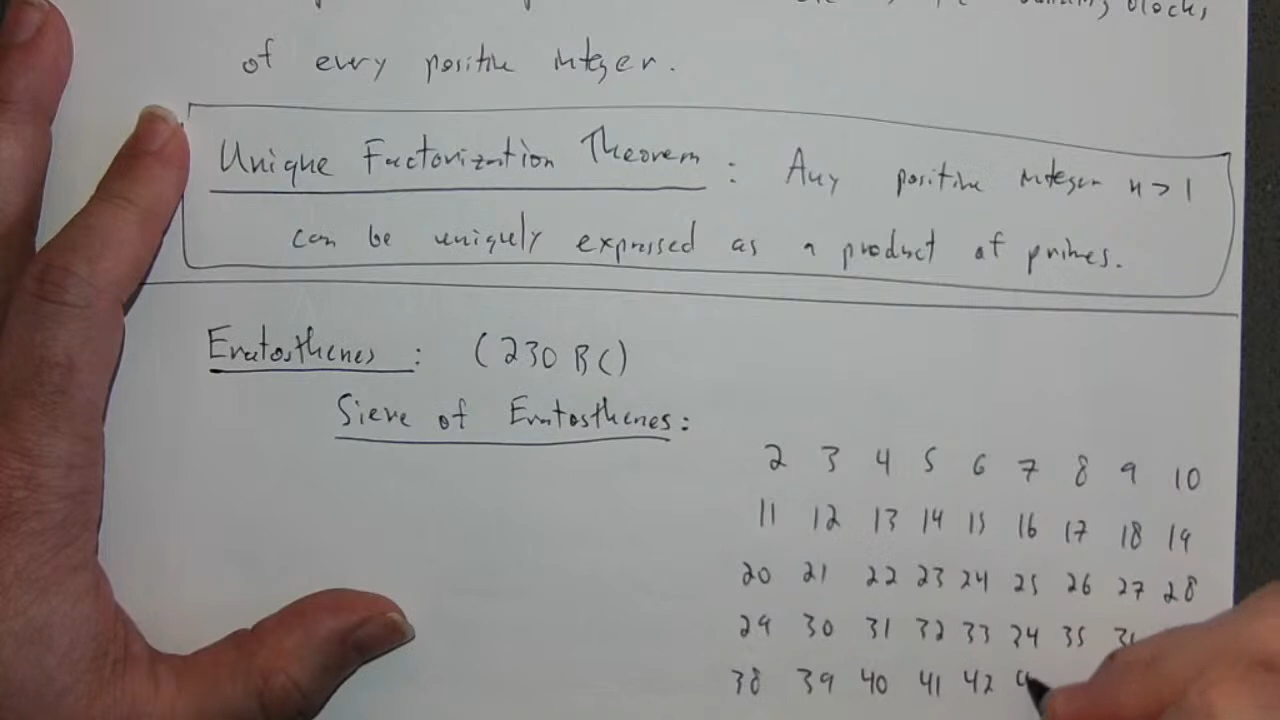 building blocks,
of every positive integer.
Unique Factorization Theorem : Any positive integer n > 1
can be uniquely expressed as a product of primes.
Eratosthenes : (230 BC)
Sieve of Eratosthenes :
2 3 4 5 6 7 8 9 10
11 12 13 14 15 16 17 18 19
20 21 22 23 24 25 26 27 28
29 30 31 32 33 34 35
38 39 40 41 42